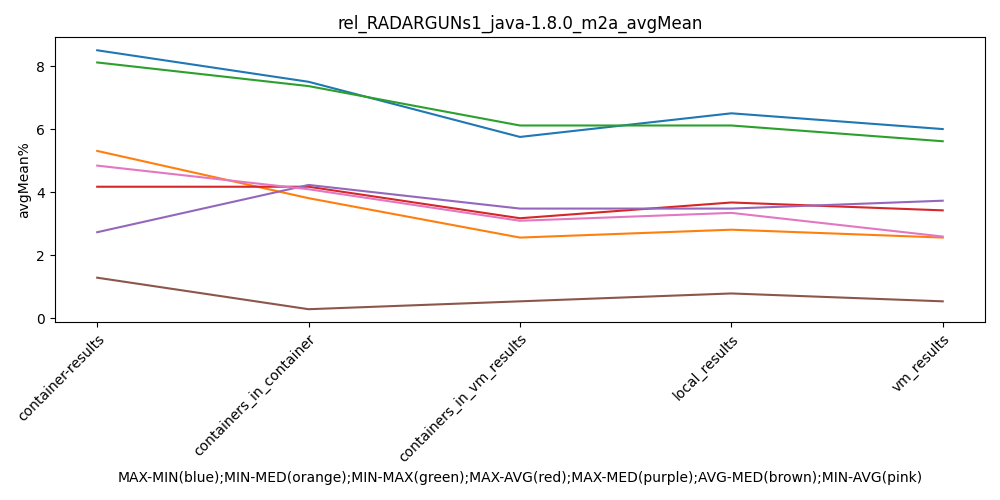 rel_RADARGUNs1_java-1.8.0_m2a_avgMean
avgMean%
8
6
4
2
0
container-results
containers_in_container
containers_in_vm_results
local_results
vm_results
MAX-MIN(blue);MIN-MED(orange);MIN-MAX(green);MAX-AVG(red);MAX-MED(purple);AVG-MED(brown);MIN-AVG(pink)